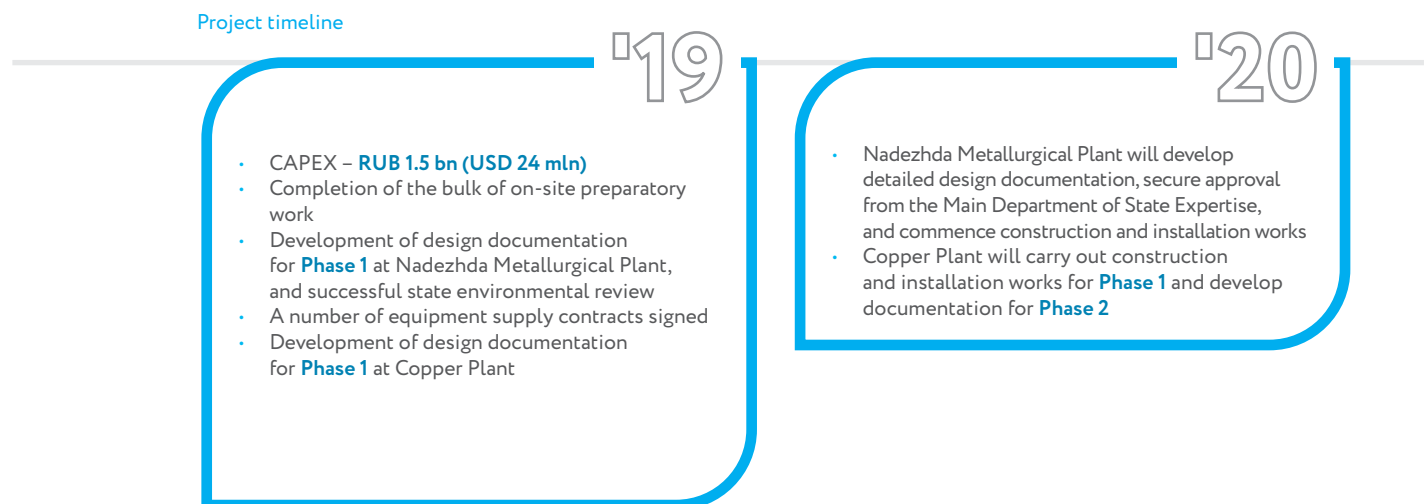 Project timeline
'19
• CAPEX – RUB 1.5 bn (USD 24 mln)
• Completion of the bulk of on-site preparatory
work
• Development of design documentation
for Phase 1 at Nadezhda Metallurgical Plant,
and successful state environmental review
• A number of equipment supply contracts signed
• Development of design documentation
for Phase 1 at Copper Plant
'20
• Nadezhda Metallurgical Plant will develop
detailed design documentation, secure approval
from the Main Department of State Expertise,
and commence construction and installation works
• Copper Plant will carry out construction
and installation works for Phase 1 and develop
documentation for Phase 2